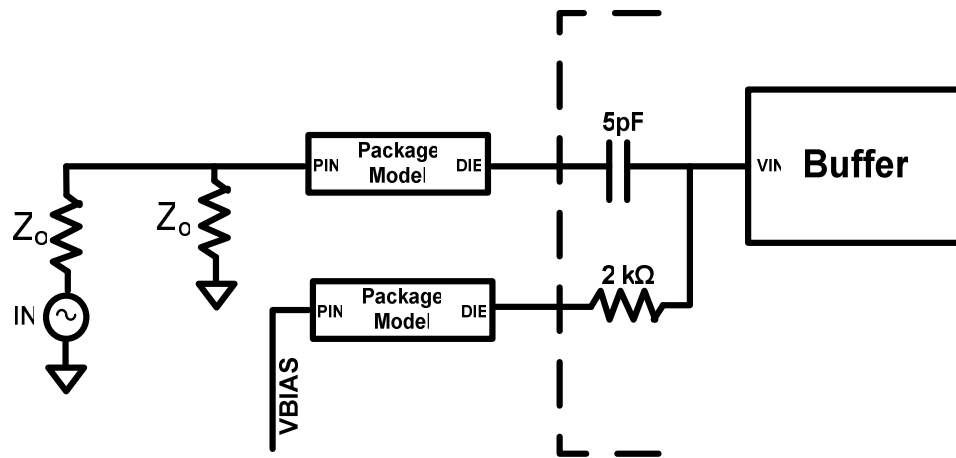 5pF
PIN Package Model DIE
VIN Buffer
Zo
Zo
2 kΩ
IN
PIN Package Model DIE
VBIAS